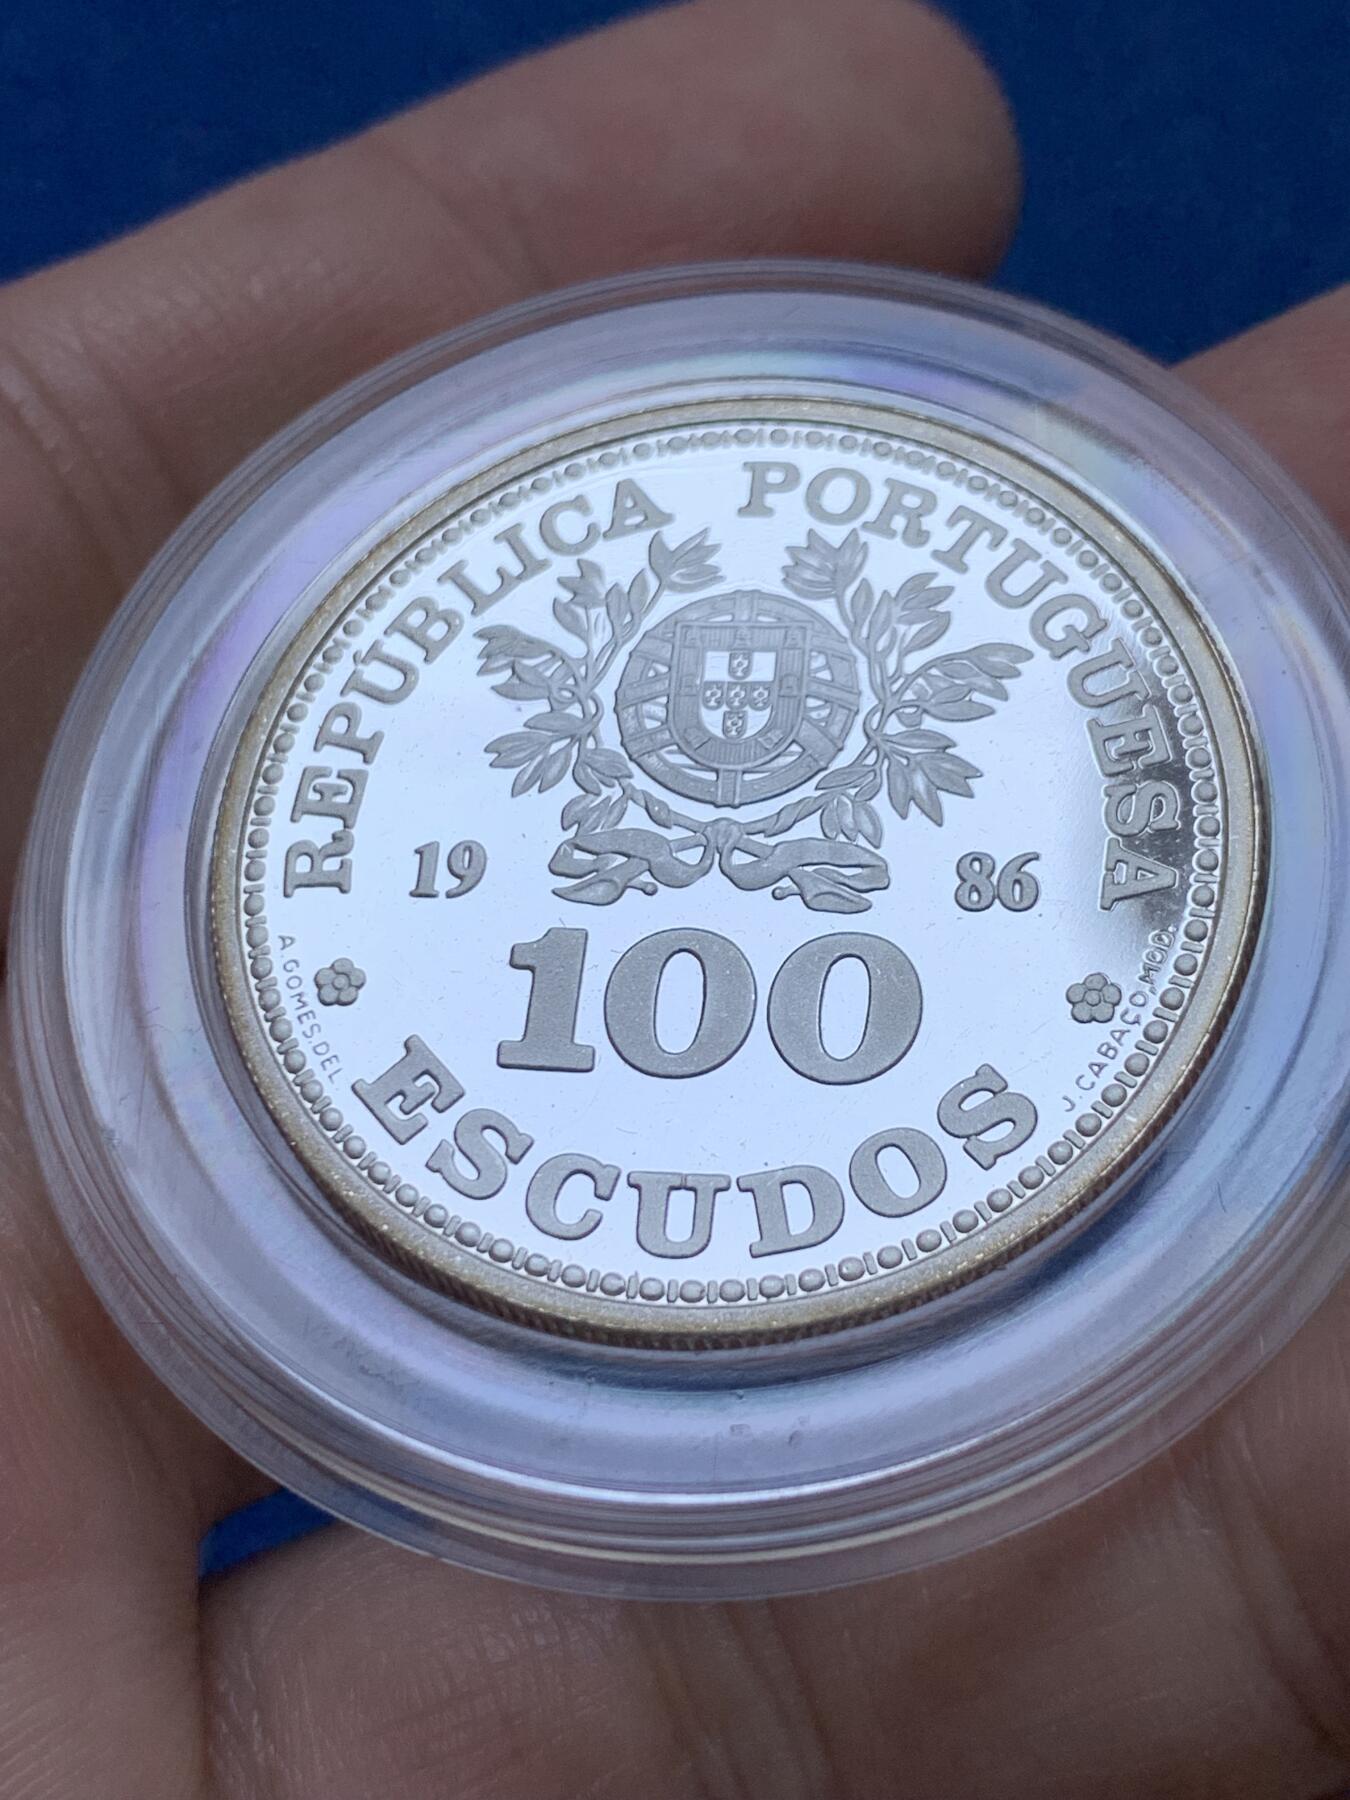 REPÚBLICA PORTUGUESA
19 86
100
ESCUDOS
A.GOMES.DEL.
J.CABAÇO,MOD.